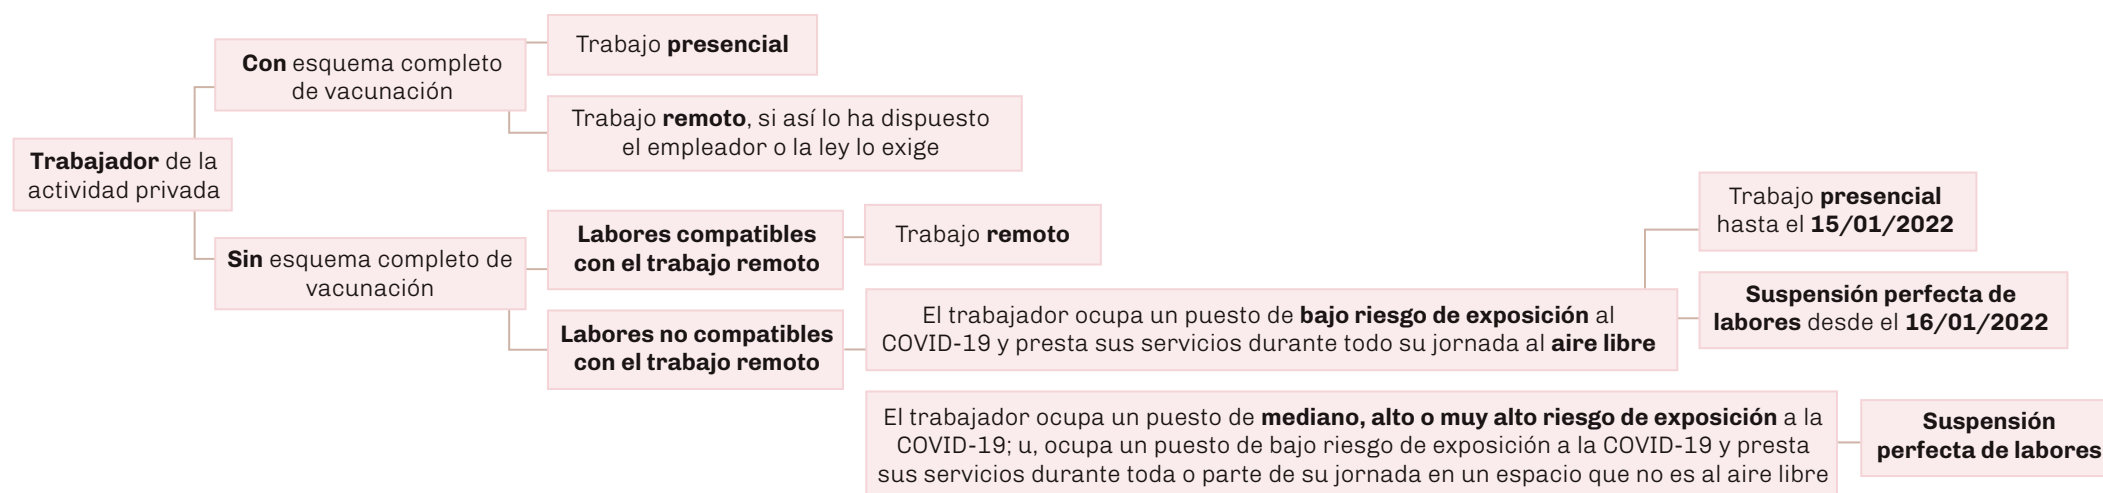 Trabajador de la
actividad privada
Con esquema completo
de vacunación
Trabajo presencial
Trabajo remoto, si así lo ha dispuesto
el empleador o la ley lo exige
Sin esquema completo de
vacunación
Labores compatibles
con el trabajo remoto
Trabajo remoto
Labores no compatibles
con el trabajo remoto
El trabajador ocupa un puesto de bajo riesgo de exposición al
COVID-19 y presta sus servicios durante todo su jornada al aire libre
Trabajo presencial
hasta el 15/01/2022
Suspensión perfecta de
labores desde el 16/01/2022
El trabajador ocupa un puesto de mediano, alto o muy alto riesgo de exposición a la
COVID-19; u, ocupa un puesto de bajo riesgo de exposición a la COVID-19 y presta
sus servicios durante toda o parte de su jornada en un espacio que no es al aire libre
Suspensión
perfecta de labores